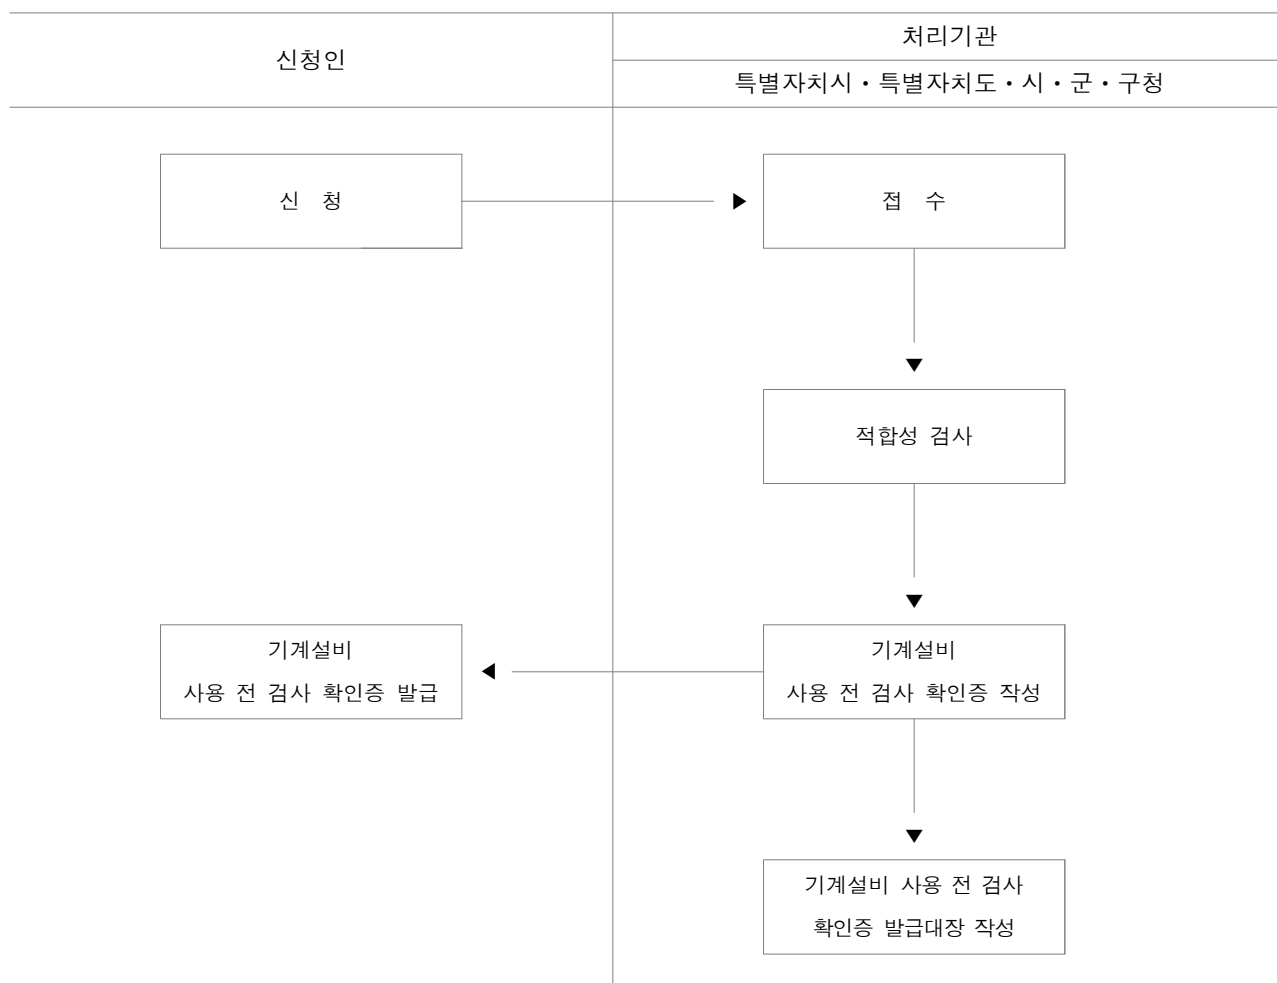 신청인
처리기관
특별자치시・특별자치도・시・군・구청
신 청
접 수
적합성 검사
기계설비
사용 전 검사 확인증 발급
기계설비
사용 전 검사 확인증 작성
기계설비 사용 전 검사
확인증 발급대장 작성